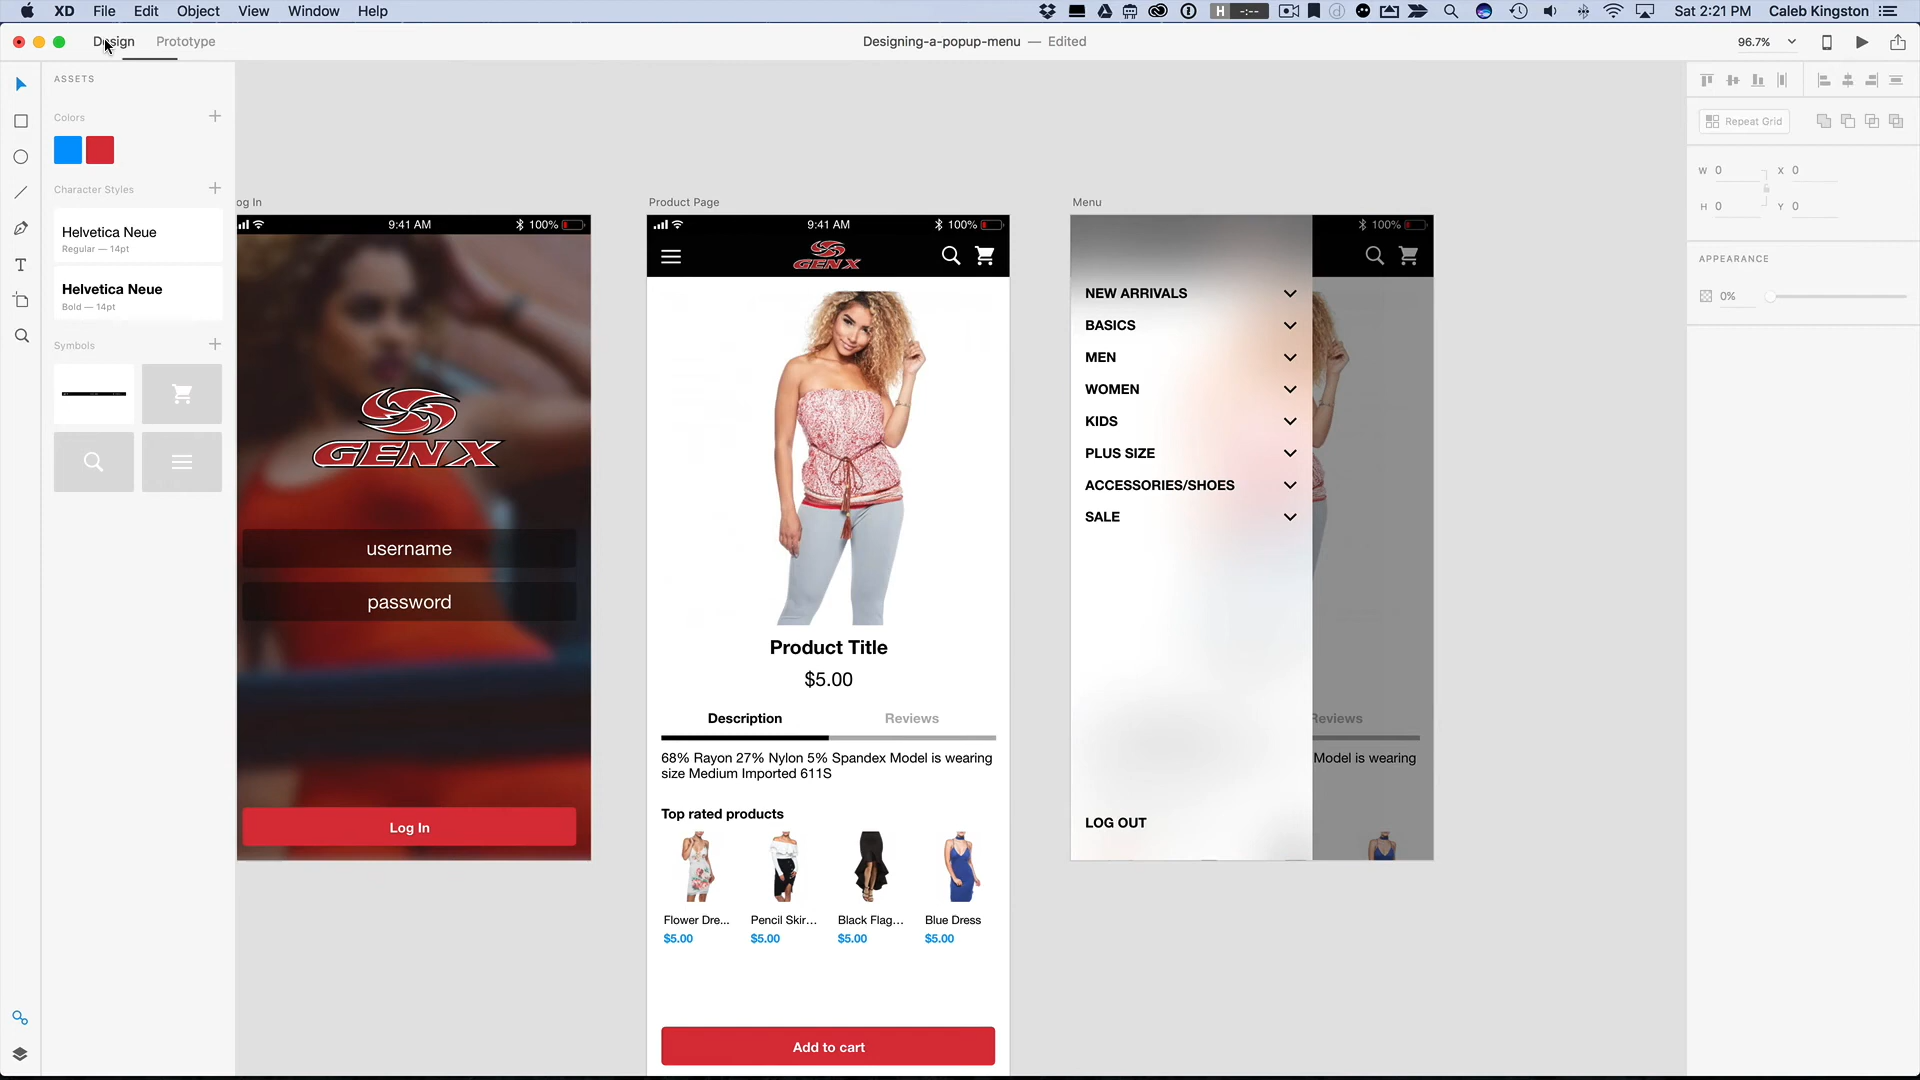 XD File Edit Object View Window Help
H -:-- Sat 2:21 PM Caleb Kingston
Design Prototype
Designing-a-popup-menu — Edited
96.7%
ASSETS
Colors
Character Styles
Helvetica Neue
Regular — 14pt
Helvetica Neue
Bold — 14pt
Symbols
og In
9:41 AM 100%
GENX
username
password
Log In
Product Page
9:41 AM 100%
GENX
Product Title
$5.00
Description Reviews
68% Rayon 27% Nylon 5% Spandex Model is wearing
size Medium Imported 611S
Top rated products
Flower Dre... Pencil Skir... Black Flag... Blue Dress
$5.00 $5.00 $5.00 $5.00
Add to cart
Menu
100%
NEW ARRIVALS
BASICS
MEN
WOMEN
KIDS
PLUS SIZE
ACCESSORIES/SHOES
SALE
Reviews
Model is wearing
LOG OUT
Repeat Grid
W 0 X 0
H 0 Y 0
APPEARANCE
0%